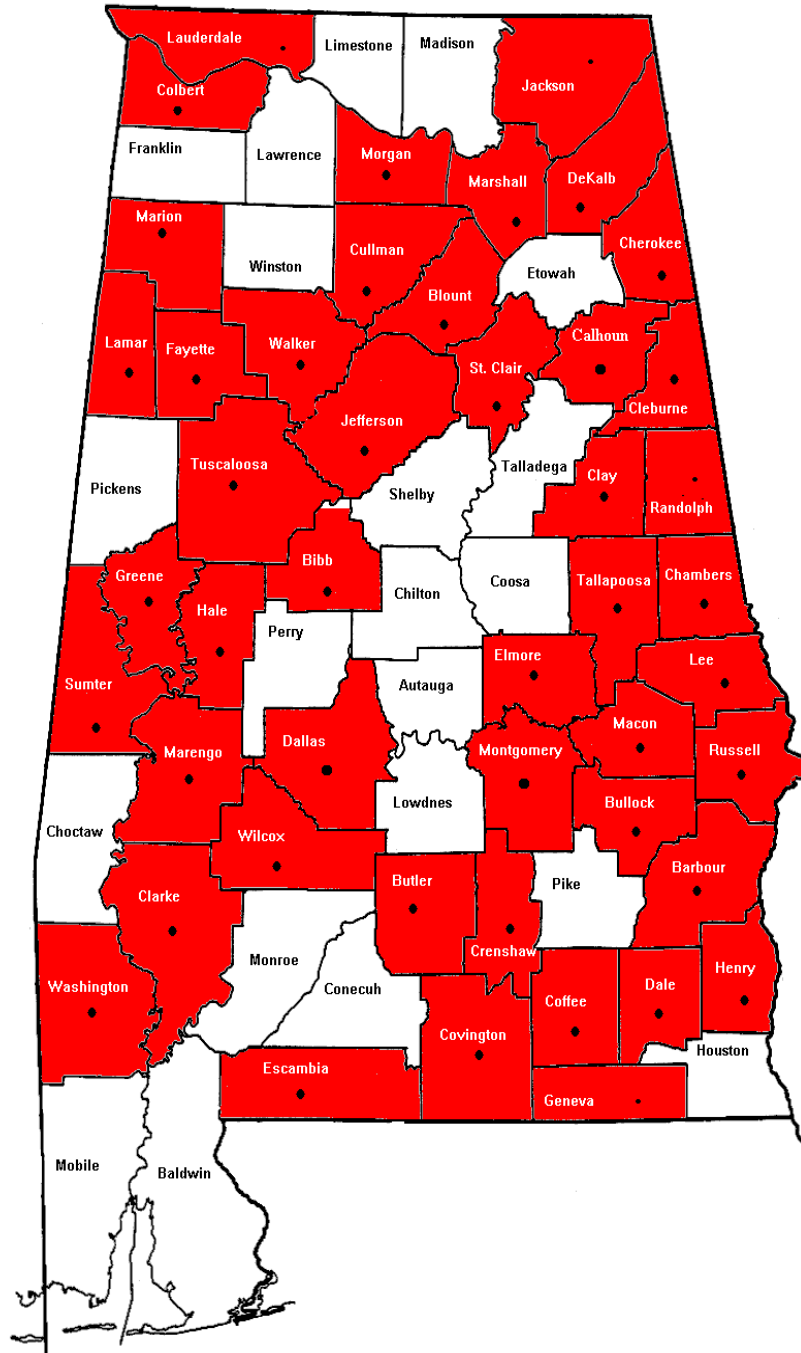 Lauderdale
Limestone
Madison
Jackson
Colbert
Franklin
Lawrence
Morgan
Marshall
DeKalb
Marion
Winston
Cullman
Blount
Etowah
Cherokee
Lamar
Fayette
Walker
Jefferson
St. Clair
Calhoun
Cleburne
Pickens
Tuscaloosa
Shelby
Talladega
Clay
Randolph
Greene
Hale
Bibb
Chilton
Coosa
Tallapoosa
Chambers
Sumter
Perry
Autauga
Elmore
Lee
Marengo
Dallas
Lowdnes
Montgomery
Macon
Russell
Choctaw
Wilcox
Bullock
Clarke
Butler
Crenshaw
Pike
Barbour
Washington
Monroe
Conecuh
Covington
Coffee
Dale
Henry
Houston
Escambia
Geneva
Mobile
Baldwin